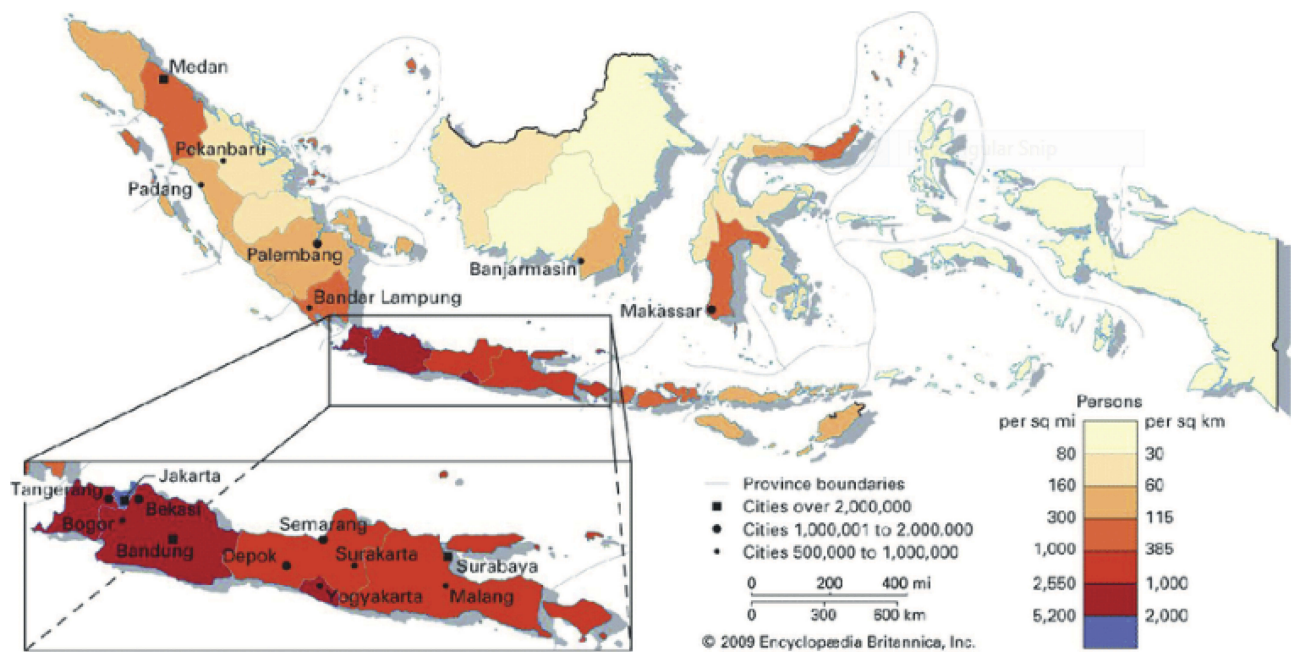 Medan
Pekanbaru
Padang
Palembang
Bandar Lampung
Banjarmasin
Makassar
Rectangular Snip
Jakarta
Tangerang
Bekasi
Bogor
Bandung
Semarang
Depok
Surakarta
Surabaya
Yogyakarta
Malang
Persons
per sq mi per sq km
80 30
160 60
300 115
1,000 385
2,550 1,000
5,200 2,000
Province boundaries
Cities over 2,000,000
Cities 1,000,001 to 2,000,000
Cities 500,000 to 1,000,000
0 200 400 mi
0 300 600 km
© 2009 Encyclopædia Britannica, Inc.